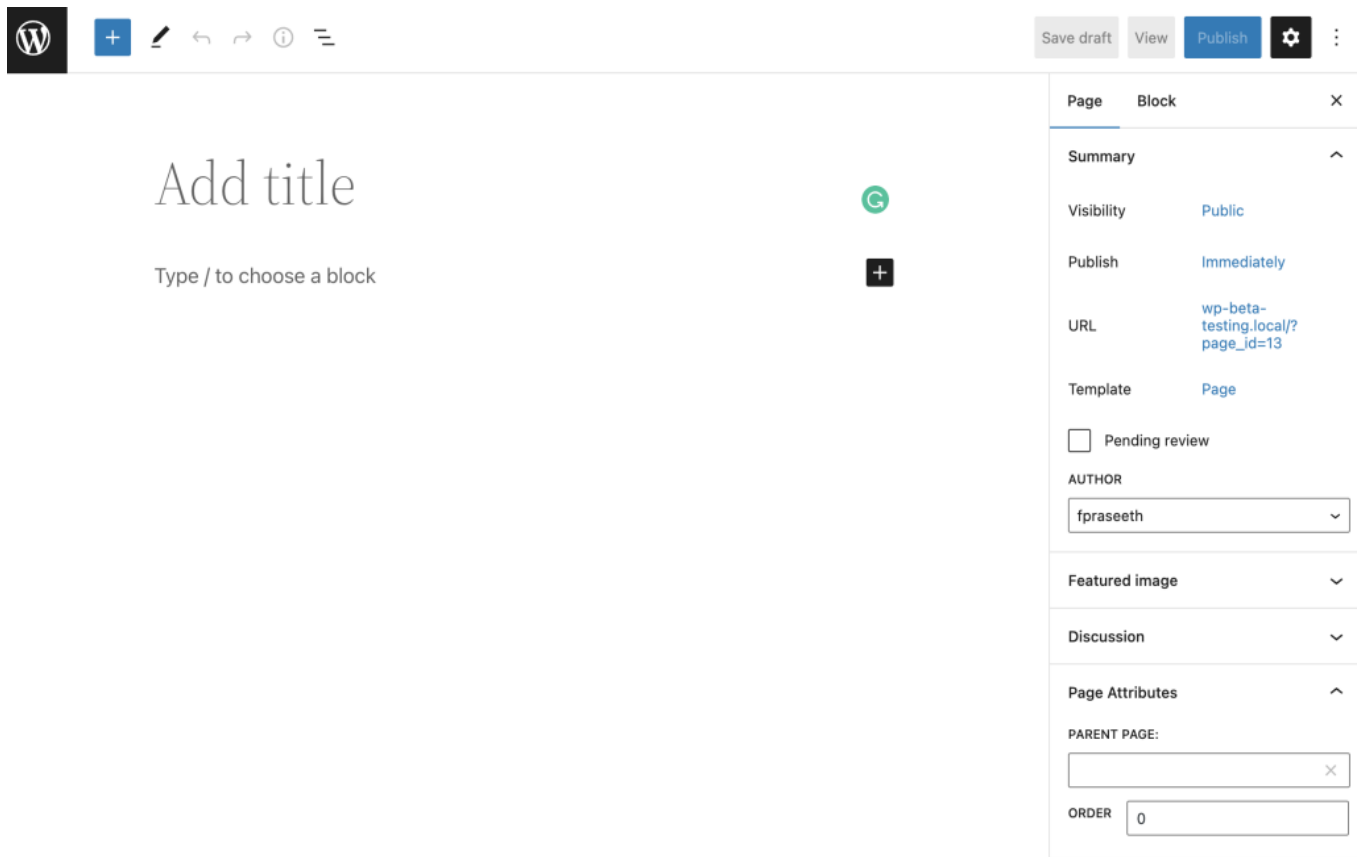 Save draft View Publish
Page Block
Add title
Type / to choose a block
Summary
Visibility Public
Publish Immediately
URL wp-beta-
testing.local/?
page_id=13
Template Page
Pending review
AUTHOR
fpraseeth
Featured image
Discussion
Page Attributes
PARENT PAGE:
ORDER 0